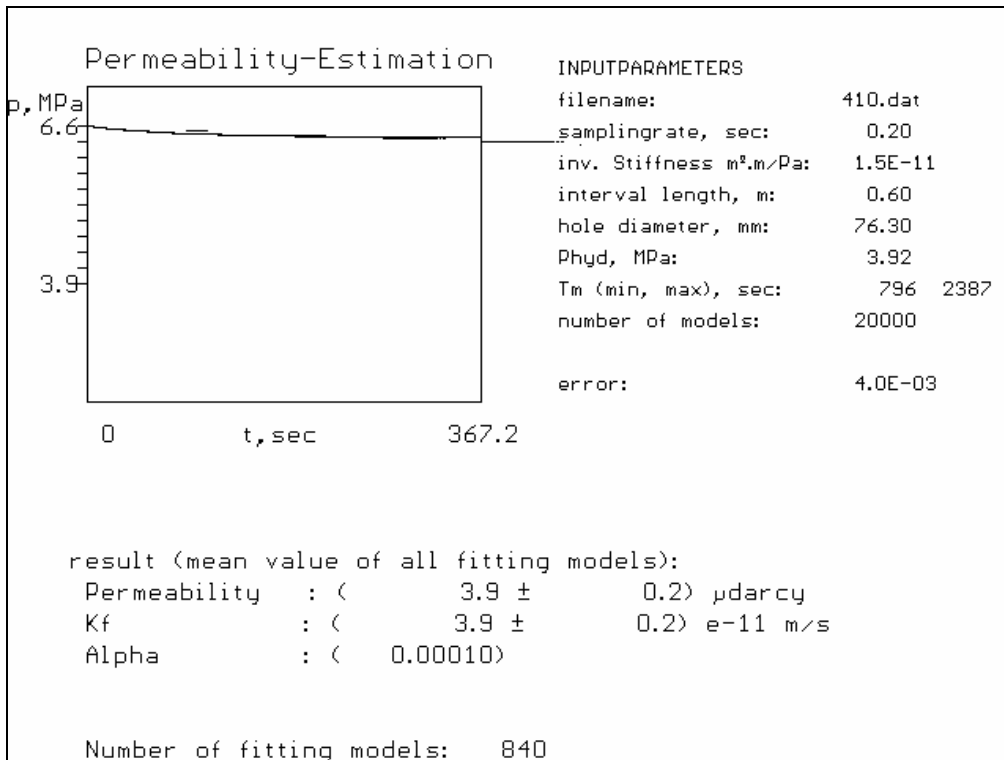 Permeability-Estimation
p,MPa
6.6
3.9
0 t,sec 367.2
INPUTPARAMETERS
filename: 410.dat
samplingrate, sec: 0.20
inv. Stiffness m².m/Pa: 1.5E-11
interval length, m: 0.60
hole diameter, mm: 76.30
Phyd, MPa: 3.92
Tm (min, max), sec: 796 2387
number of models: 20000
error: 4.0E-03
result (mean value of all fitting models):
Permeability : ( 3.9 ± 0.2) µdarcy
Kf : ( 3.9 ± 0.2) e-11 m/s
Alpha : ( 0.00010)
Number of fitting models: 840